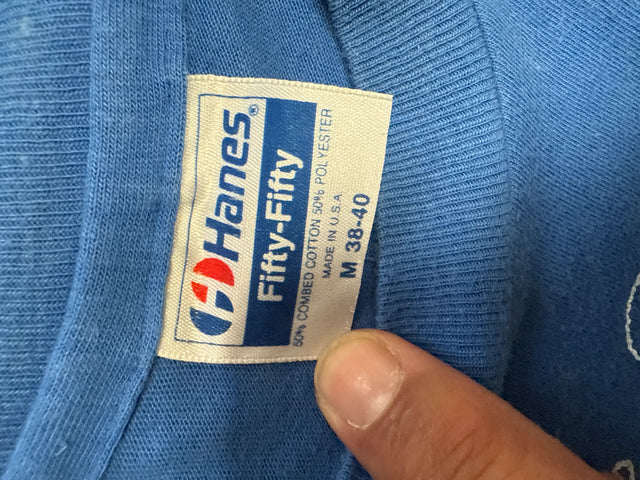 Hanes®
Fifty-Fifty
50% COMBED COTTON 50% POLYESTER
MADE IN U.S.A.
M 38-40